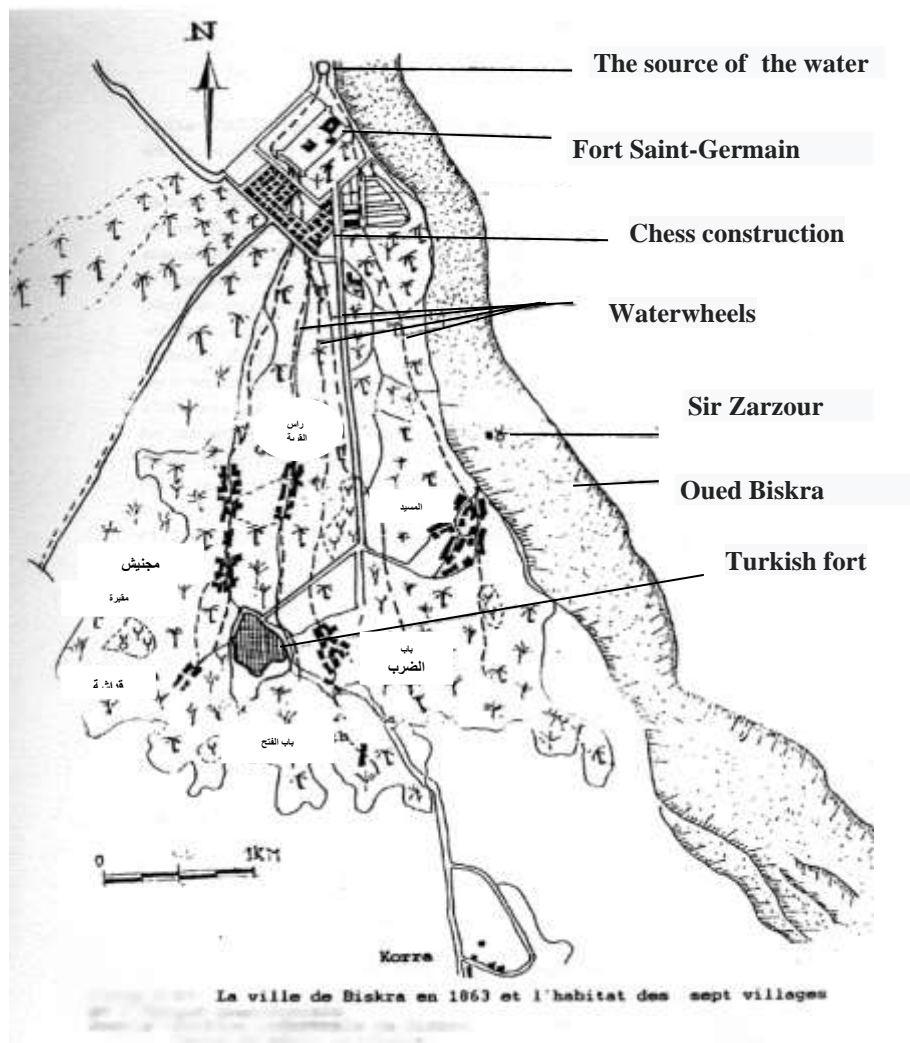 N
The source of the water
Fort Saint-Germain
Chess construction
Waterwheels
Sir Zarzour
راس
القرية
المسيد
Oued Biskra
Turkish fort
مجنيش
مقبرة
باب
الضرب
باب الفتح
0 1KM
Korra
La ville de Biskra en 1863 et l'habitat des sept villages